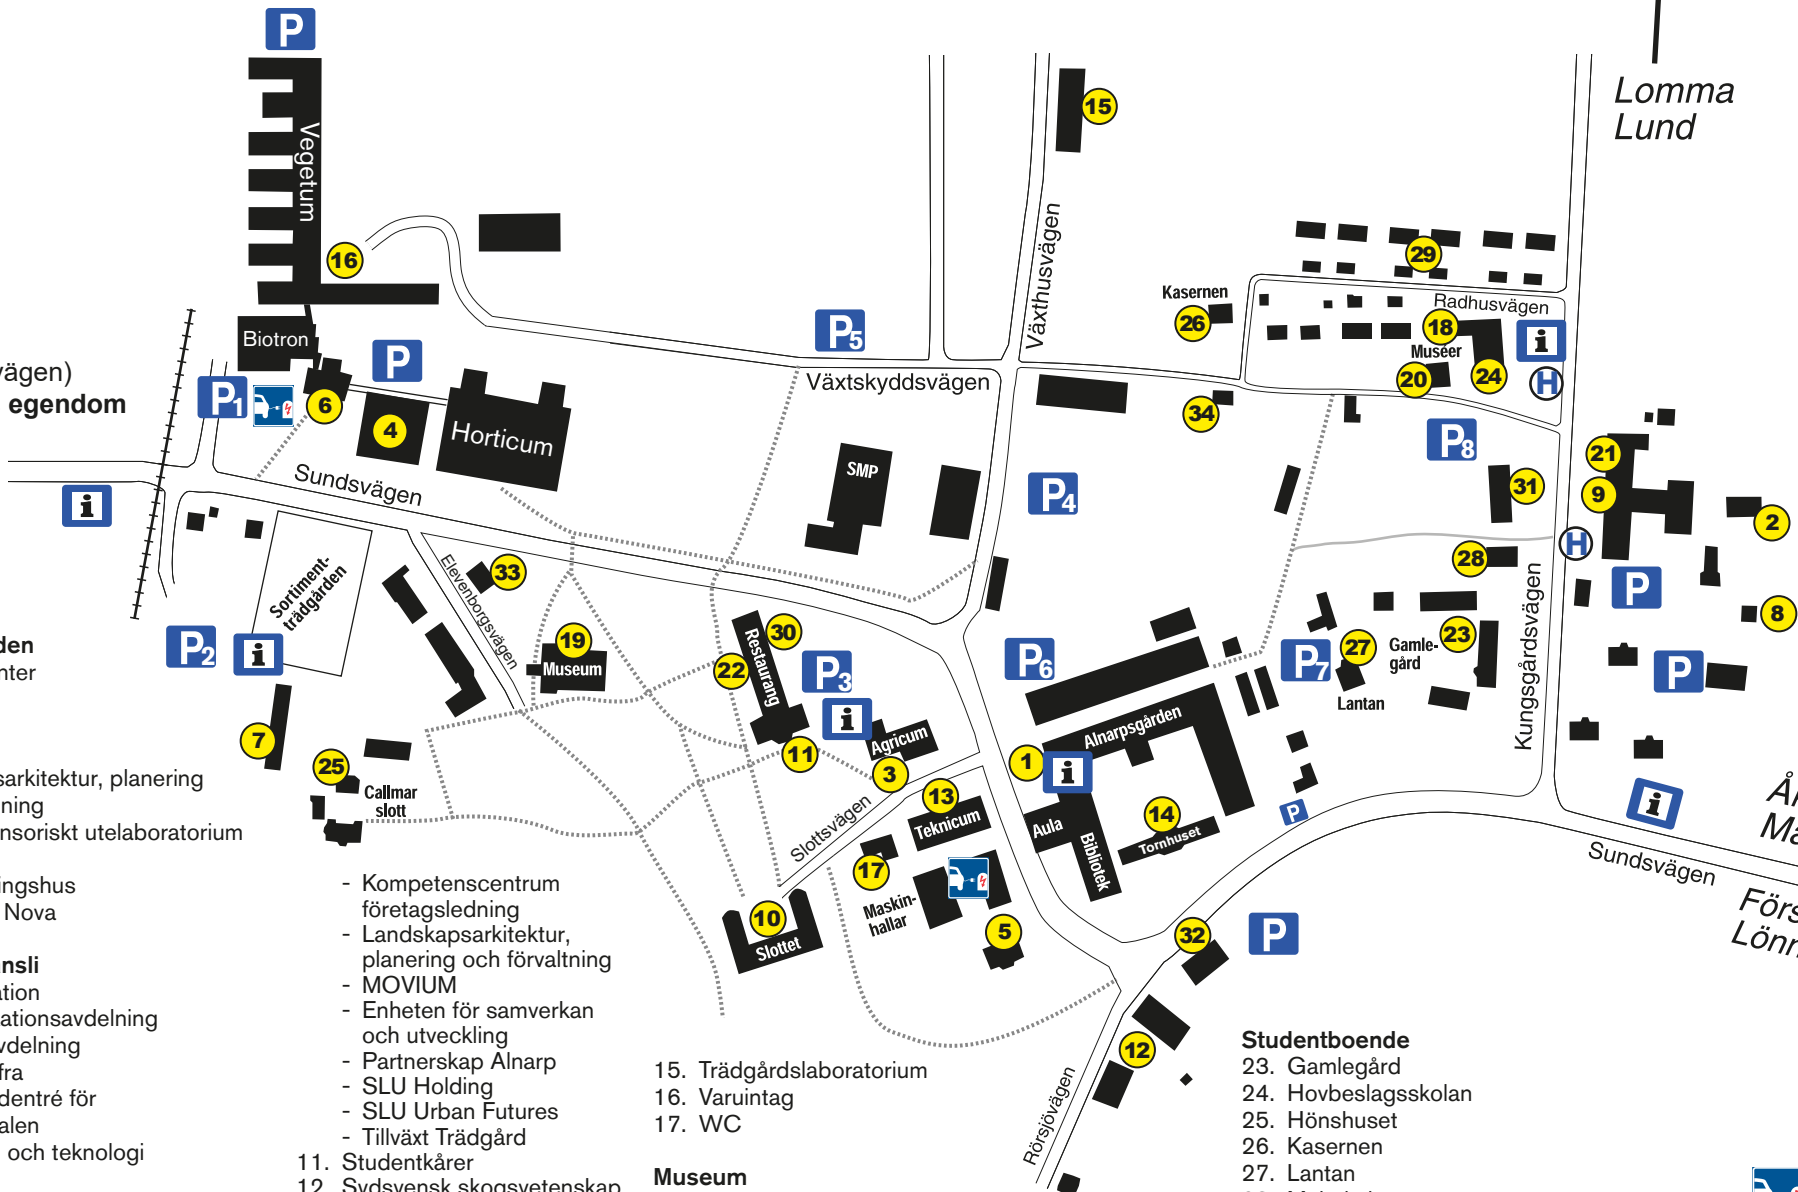 P
Lomma
Lund
15
Vegetum
16
Växthusvägen
29
Kasernen
26
Radhusvägen
18
i
Muséer
20
24
H
Biotron
P5
P
Växtskyddsvägen
vägen)
egendom
P1
6
4
Horticum
34
P8
21
9
2
Sundsvägen
SMP
P4
31
i
H
28
Sortiment-
trädgården
Elevenborgsvägen
33
P
8
P2
i
19
Museum
30
22
Restaurang
P3
i
P6
P7
27
Lantan
Gamle-
gård
23
P
Kungsgårdsvägen
den
nter
7
25
Callmar
slott
11
Agricum
3
Alnarpsgården
1
i
i
sarkitektur, planering
ning
nsoriskt utelaboratorium
Slottsvägen
13
Teknicum
Aula
Bibliotek
14
Tornhuset
P
Sundsvägen
ingshus
Nova
17
Maskin-
hallar
10
Slottet
5
32
P
Förs
Lönn
nsli
ation
ationsavdelning
vdelning
fra
dentré för
alen
och teknologi
- Kompetenscentrum
företagsledning
- Landskapsarkitektur,
planering och förvaltning
- MOVIUM
- Enheten för samverkan
och utveckling
- Partnerskap Alnarp
- SLU Holding
- SLU Urban Futures
- Tillväxt Trädgård
11. Studentkårer
12. Sydsvensk skogsvetenskap
15. Trädgårdslaboratorium
16. Varuintag
17. WC
Museum
12
Rörsjövägen
Studentboende
23. Gamlegård
24. Hovbeslagsskolan
25. Hönshuset
26. Kasernen
27. Lantan